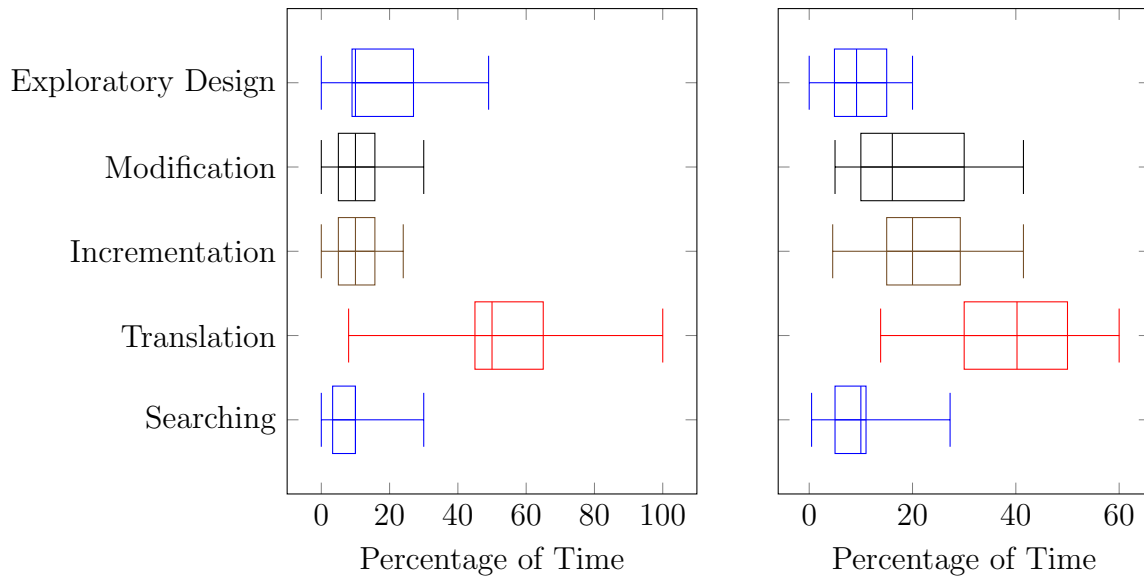 Exploratory Design
Modification
Incrementation
Translation
Searching
0 20 40 60 80 100
Percentage of Time
0 20 40 60
Percentage of Time